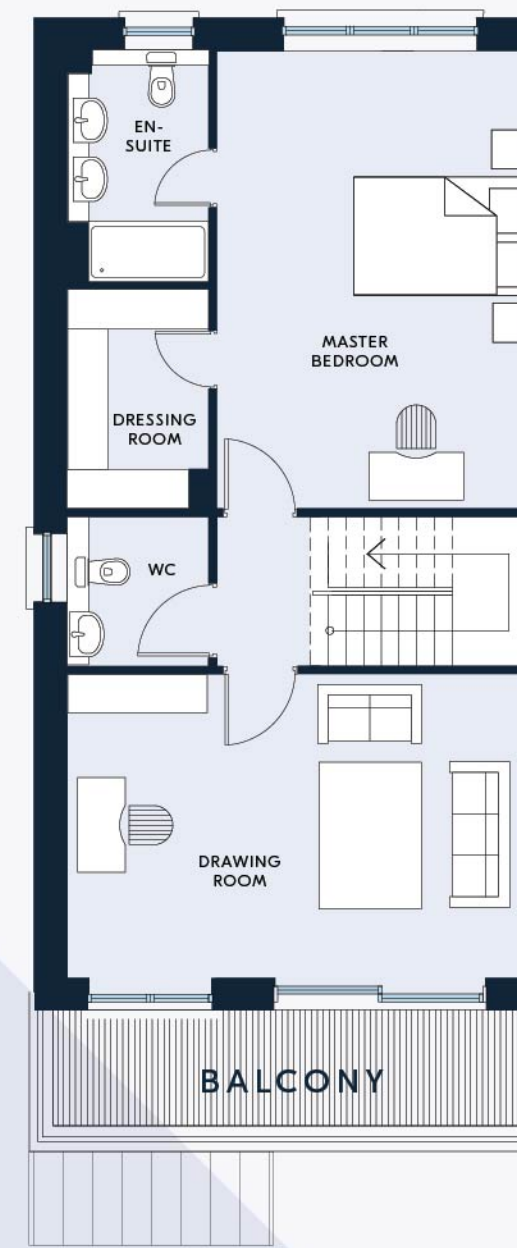 EN-
SUITE
MASTER
BEDROOM
DRESSING
ROOM
WC
DRAWING
ROOM
BALCONY